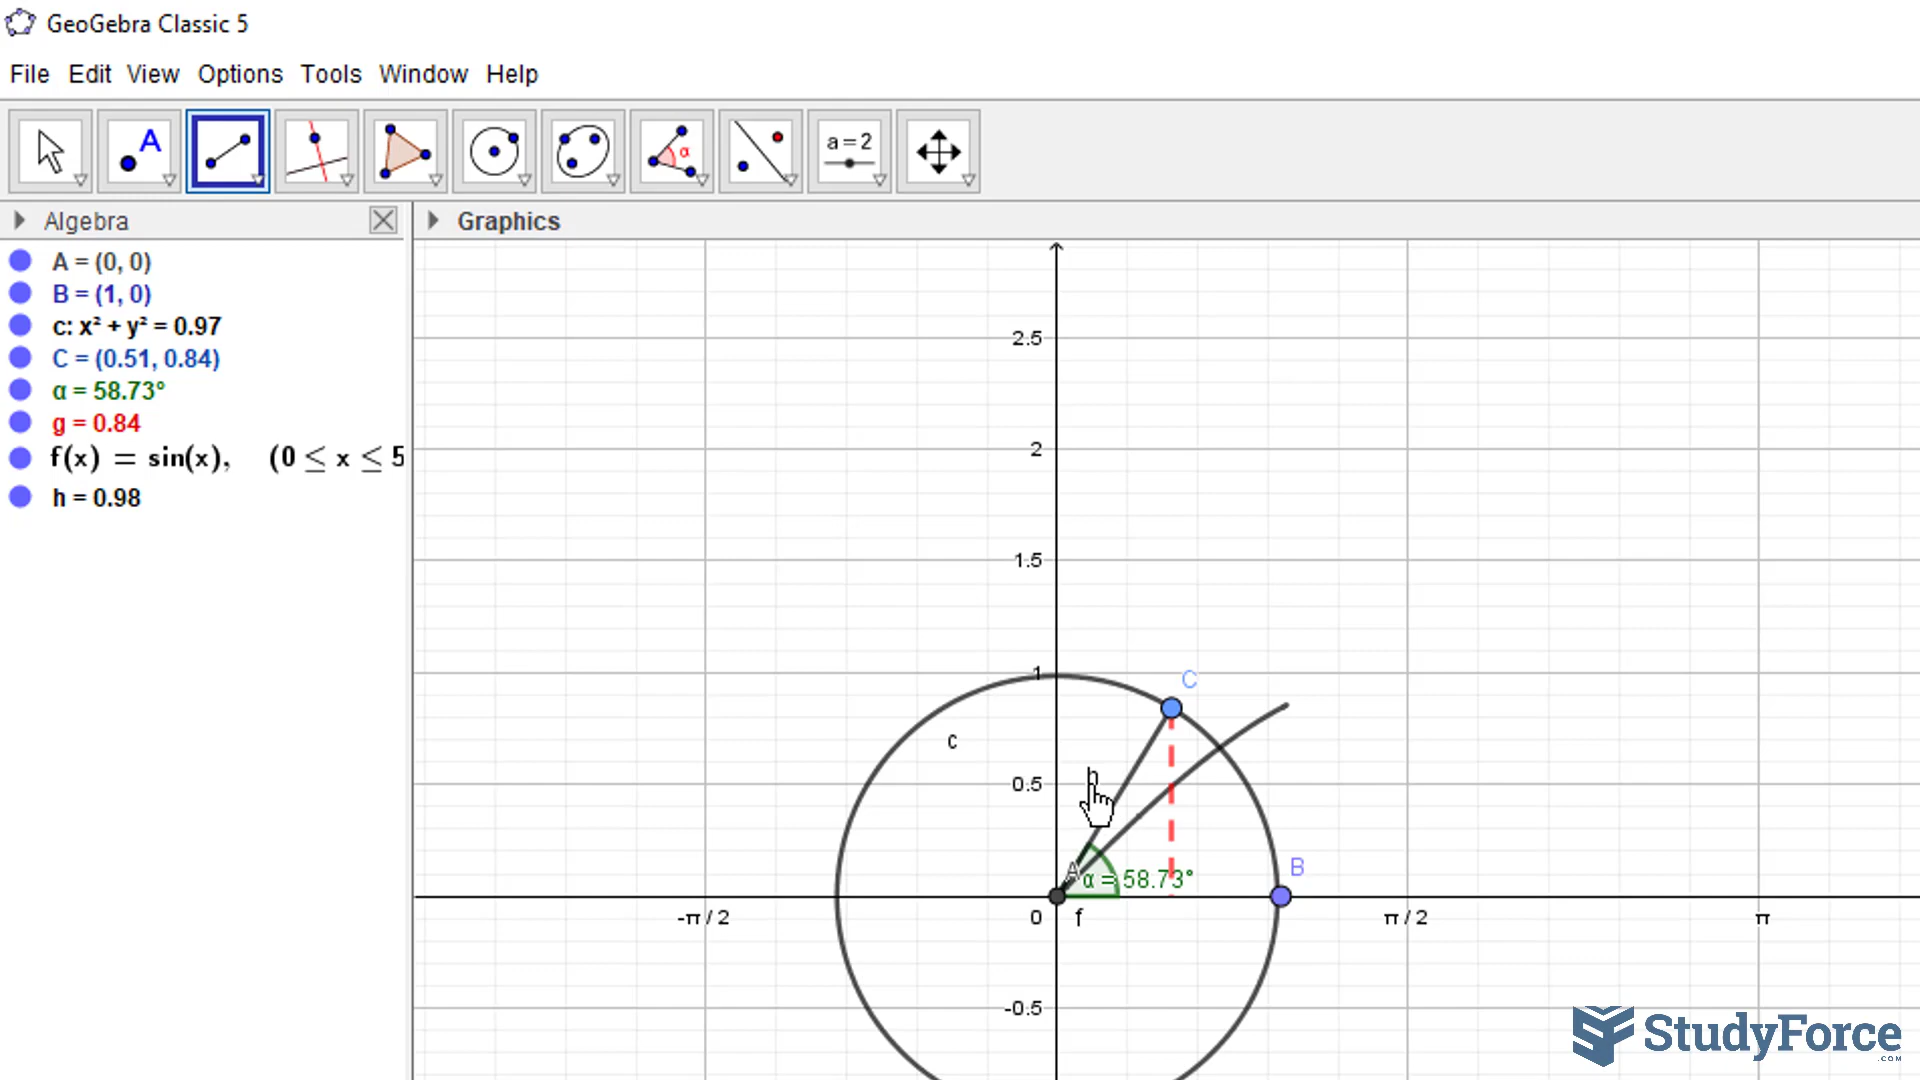 GeoGebra Classic 5
File Edit View Options Tools Window Help
A α a = 2
Algebra
Graphics
A = (0, 0)
B = (1, 0)
c: x² + y² = 0.97
C = (0.51, 0.84)
α = 58.73°
g = 0.84
f(x) = sin(x), (0 ≤ x ≤ 5
h = 0.98
2.5
2
1.5
1
C
c
h
0.5
A
α = 58.73°
B
-π / 2
0
f
π / 2
π
-0.5
StudyForce
.COM